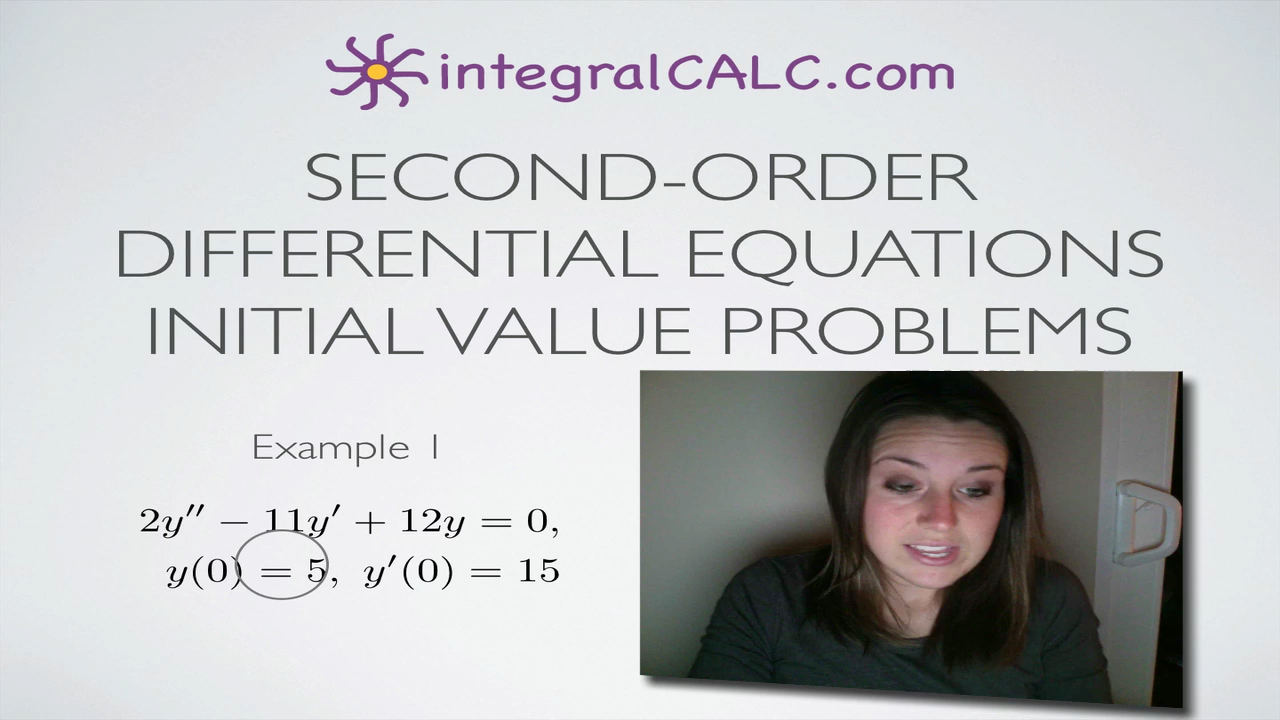 integralCALC.com
SECOND-ORDER
DIFFERENTIAL EQUATIONS
INITIAL VALUE PROBLEMS
Example 1
2y″ − 11y′ + 12y = 0,
y(0) = 5, y′(0) = 15